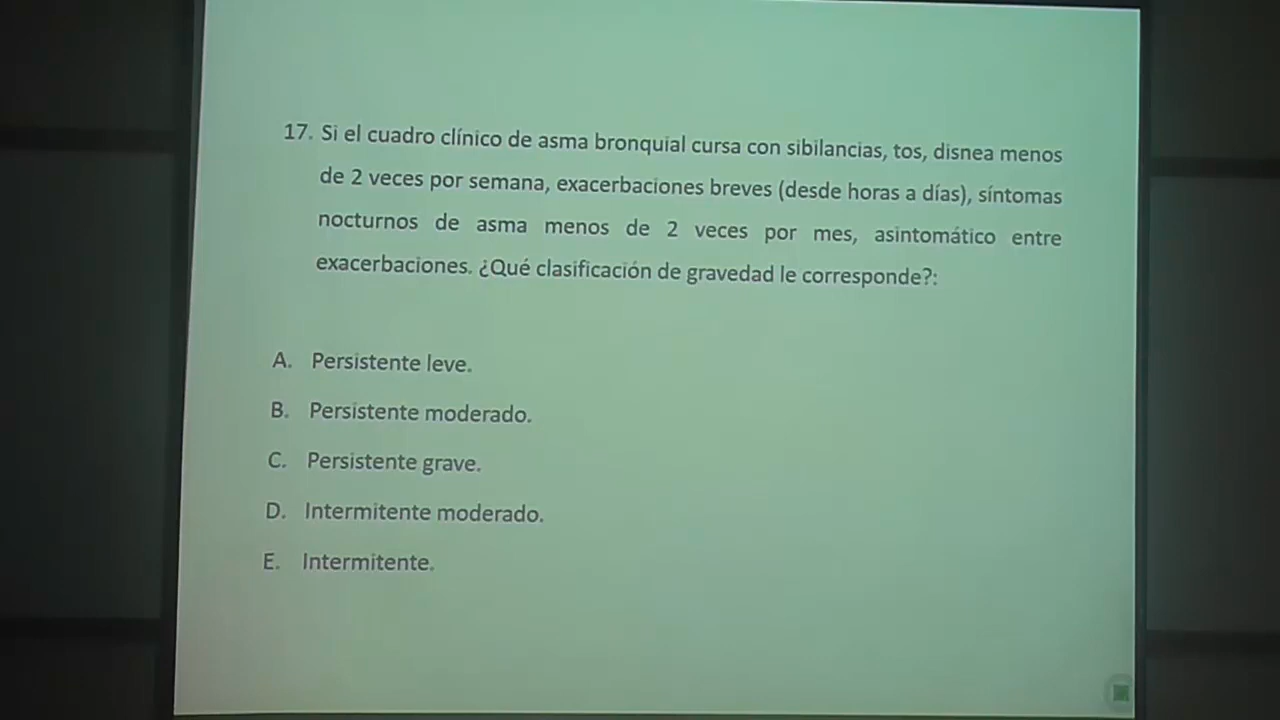 17. Si el cuadro clínico de asma bronquial cursa con sibilancias, tos, disnea menos
de 2 veces por semana, exacerbaciones breves (desde horas a días), síntomas
nocturnos de asma menos de 2 veces por mes, asintomático entre
exacerbaciones. ¿Qué clasificación de gravedad le corresponde?:
A. Persistente leve.
B. Persistente moderado.
C. Persistente grave.
D. Intermitente moderado.
E. Intermitente.